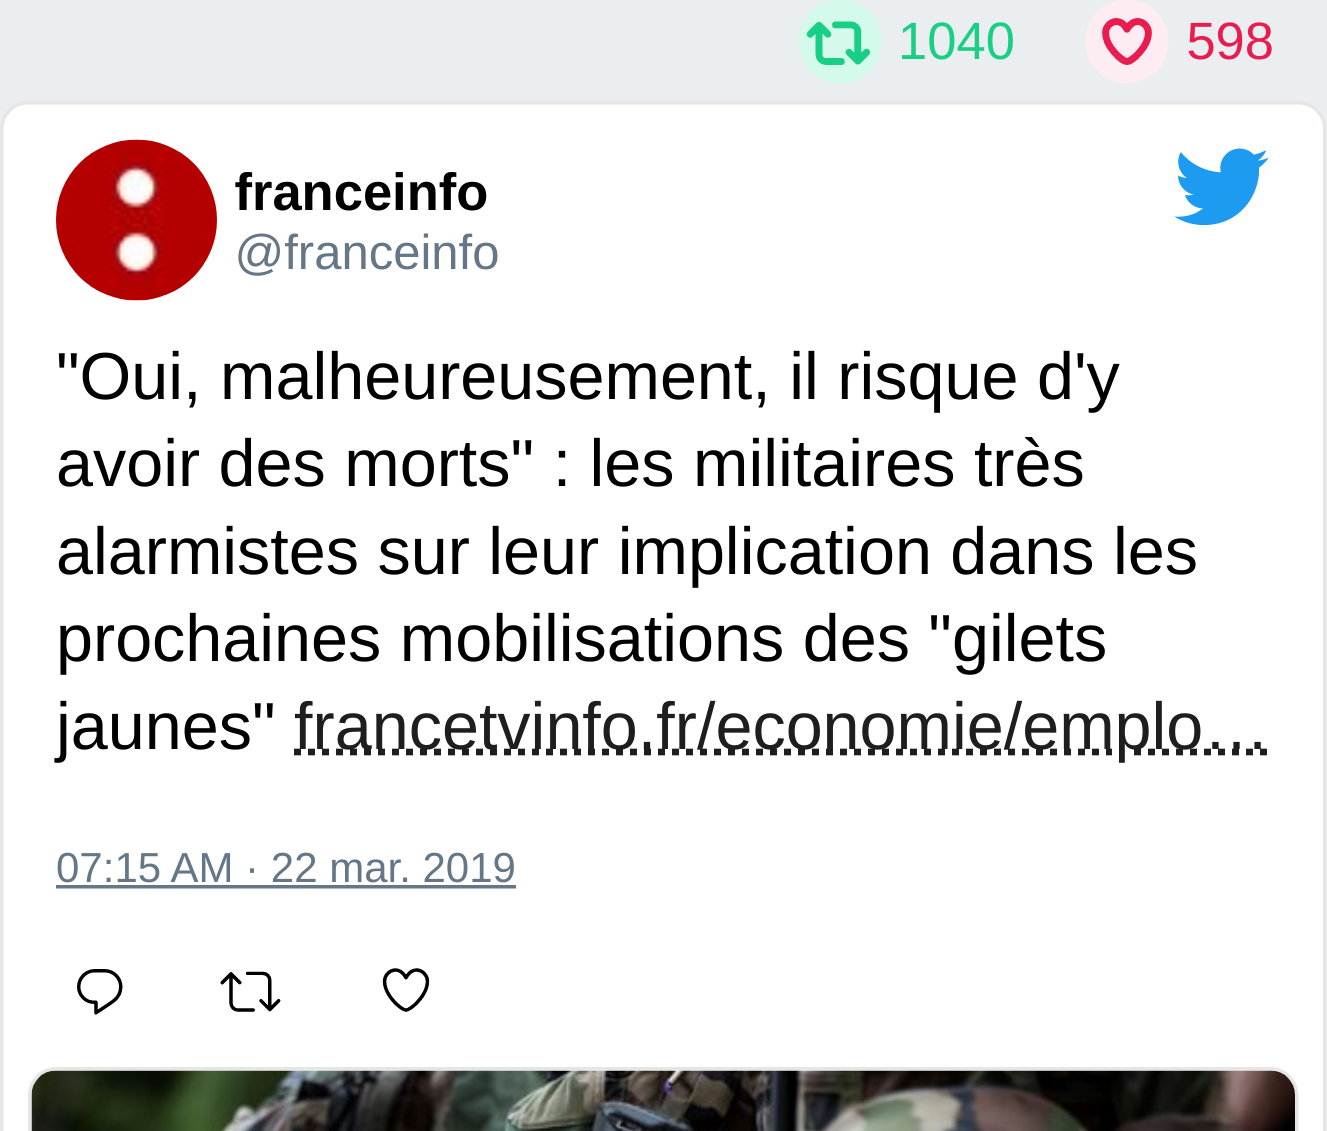 1040 598
franceinfo
@franceinfo
"Oui, malheureusement, il risque d'y
avoir des morts" : les militaires très
alarmistes sur leur implication dans les
prochaines mobilisations des "gilets
jaunes" francetvinfo.fr/economie/emplo…
07:15 AM · 22 mar. 2019